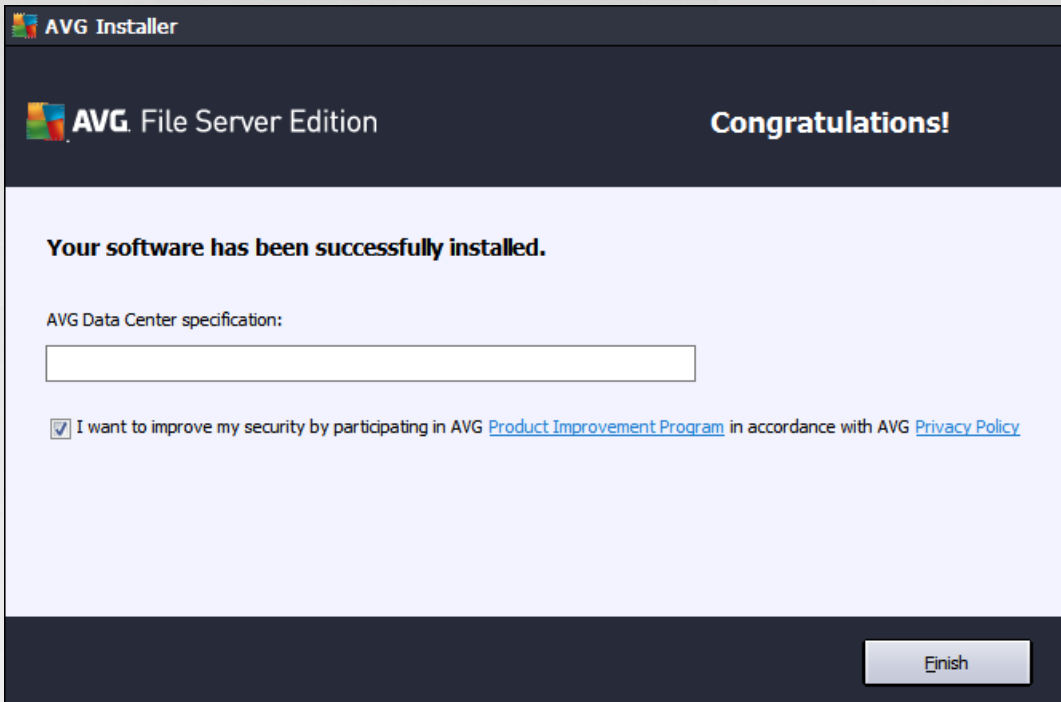 AVG Installer
AVG. File Server Edition
Congratulations!
Your software has been successfully installed.
AVG Data Center specification:
I want to improve my security by participating in AVG Product Improvement Program in accordance with AVG Privacy Policy
Finish